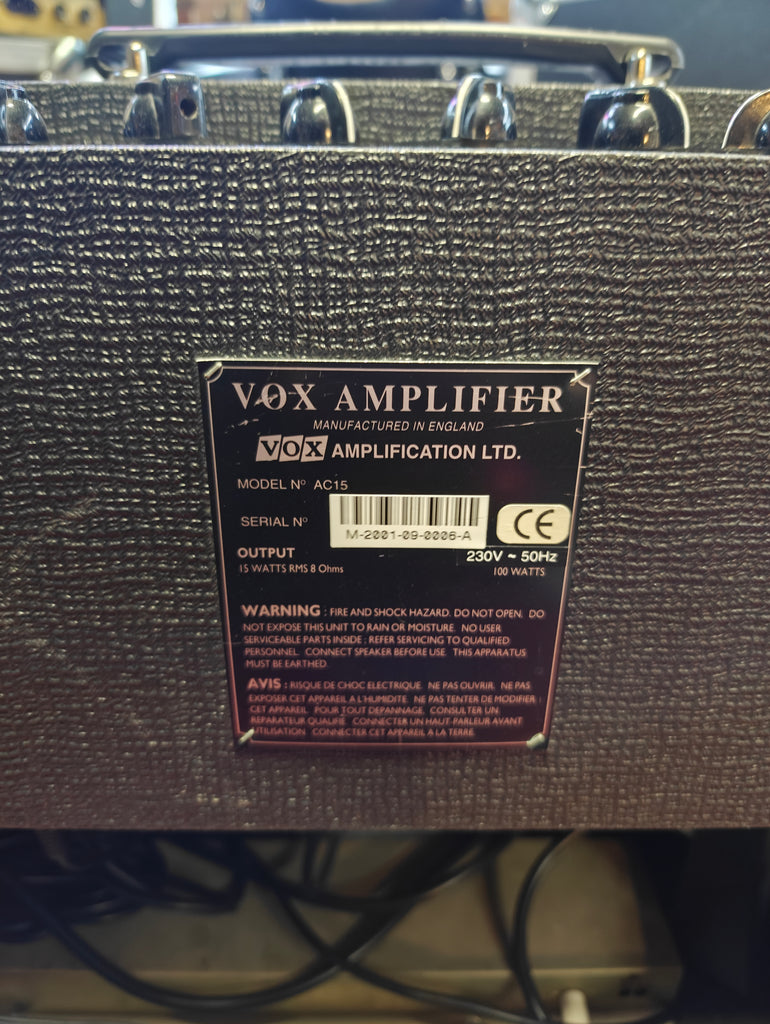 VOX AMPLIFIER
MANUFACTURED IN ENGLAND
VOX AMPLIFICATION LTD.
MODEL Nº AC15
SERIAL Nº
M-2001-09-0006-A
CE
OUTPUT
15 WATTS RMS 8 Ohms
230V ~ 50Hz
100 WATTS
WARNING : FIRE AND SHOCK HAZARD. DO NOT OPEN. DO
NOT EXPOSE THIS UNIT TO RAIN OR MOISTURE. NO USER
SERVICEABLE PARTS INSIDE : REFER SERVICING TO QUALIFIED
PERSONNEL. CONNECT SPEAKER BEFORE USE. THIS APPARATUS
MUST BE EARTHED.
AVIS : RISQUE DE CHOC ELECTRIQUE. NE PAS OUVRIR. NE PAS
EXPOSER CET APPAREIL A L'HUMIDITE. NE PAS TENTER DE MODIFIER
CET APPAREIL. POUR TOUT DEPANNAGE, CONSULTER UN
REPARATEUR QUALIFIE. CONNECTER UN HAUT-PARLEUR AVANT
UTILISATION. CONNECTER CET APPAREIL A LA TERRE.